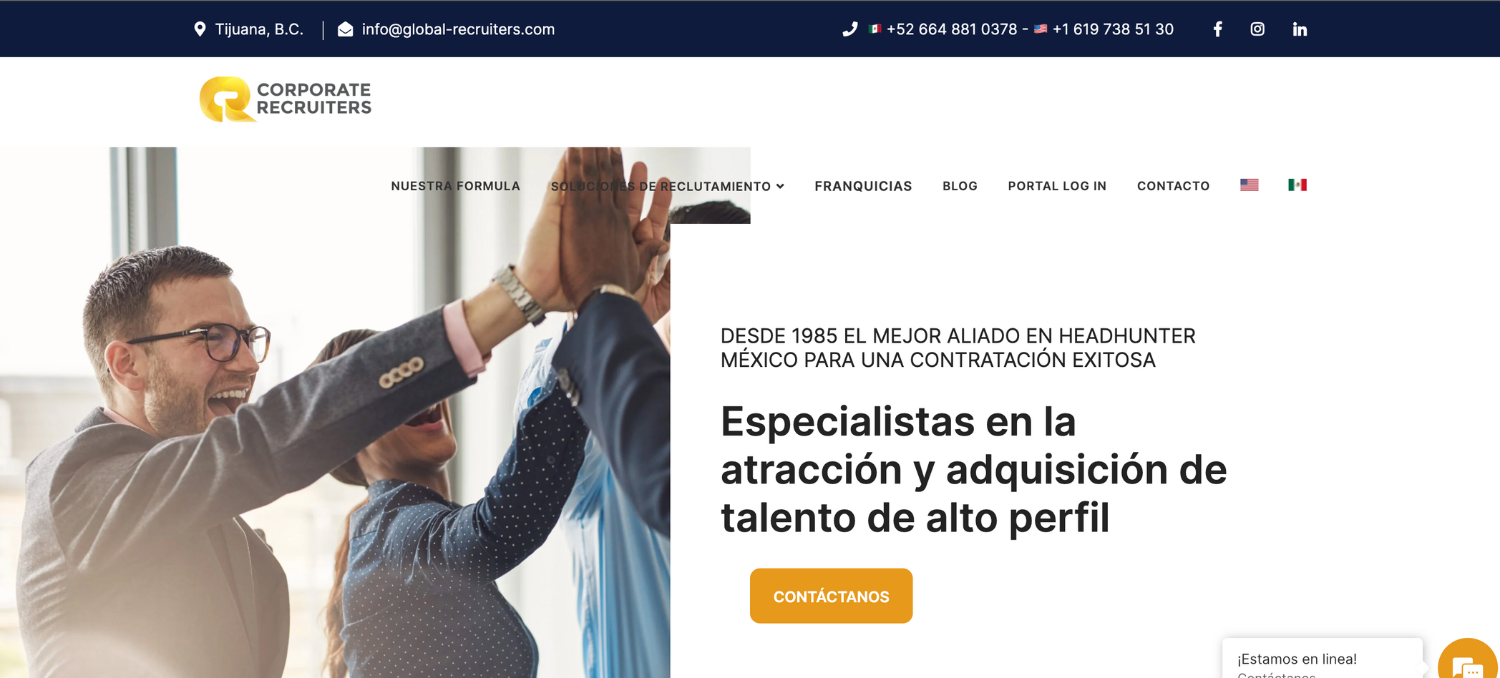 Tijuana, B.C.
info@global-recruiters.com
+52 664 881 0378 - +1 619 738 51 30
CORPORATE
RECRUITERS
NUESTRA FORMULA SOLUCIONES DE RECLUTAMIENTO FRANQUICIAS BLOG PORTAL LOG IN CONTACTO
DESDE 1985 EL MEJOR ALIADO EN HEADHUNTER
MÉXICO PARA UNA CONTRATACIÓN EXITOSA
Especialistas en la
atracción y adquisición de
talento de alto perfil
CONTÁCTANOS
¡Estamos en linea!